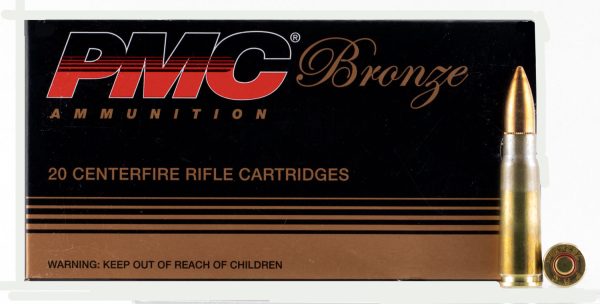 PMC® Bronze
AMMUNITION
20 CENTERFIRE RIFLE CARTRIDGES
WARNING: KEEP OUT OF REACH OF CHILDREN